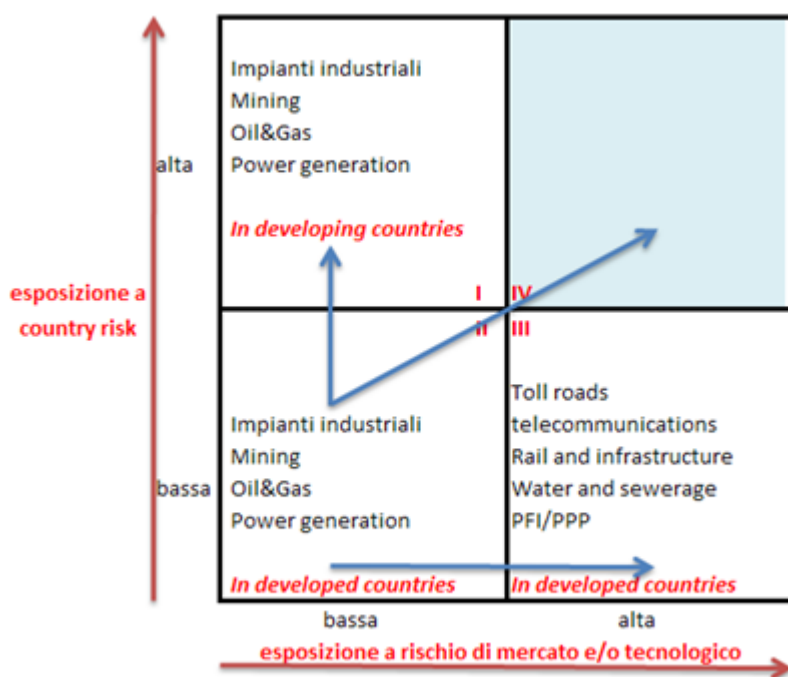 Impianti industriali
Mining
Oil&Gas
Power generation
alta
In developing countries
esposizione a
country risk
I
IV
II
III
Toll roads
telecommunications
Rail and infrastructure
Water and sewerage
PFI/PPP
Impianti industriali
Mining
Oil&Gas
Power generation
bassa
In developed countries
In developed countries
bassa
alta
esposizione a rischio di mercato e/o tecnologico